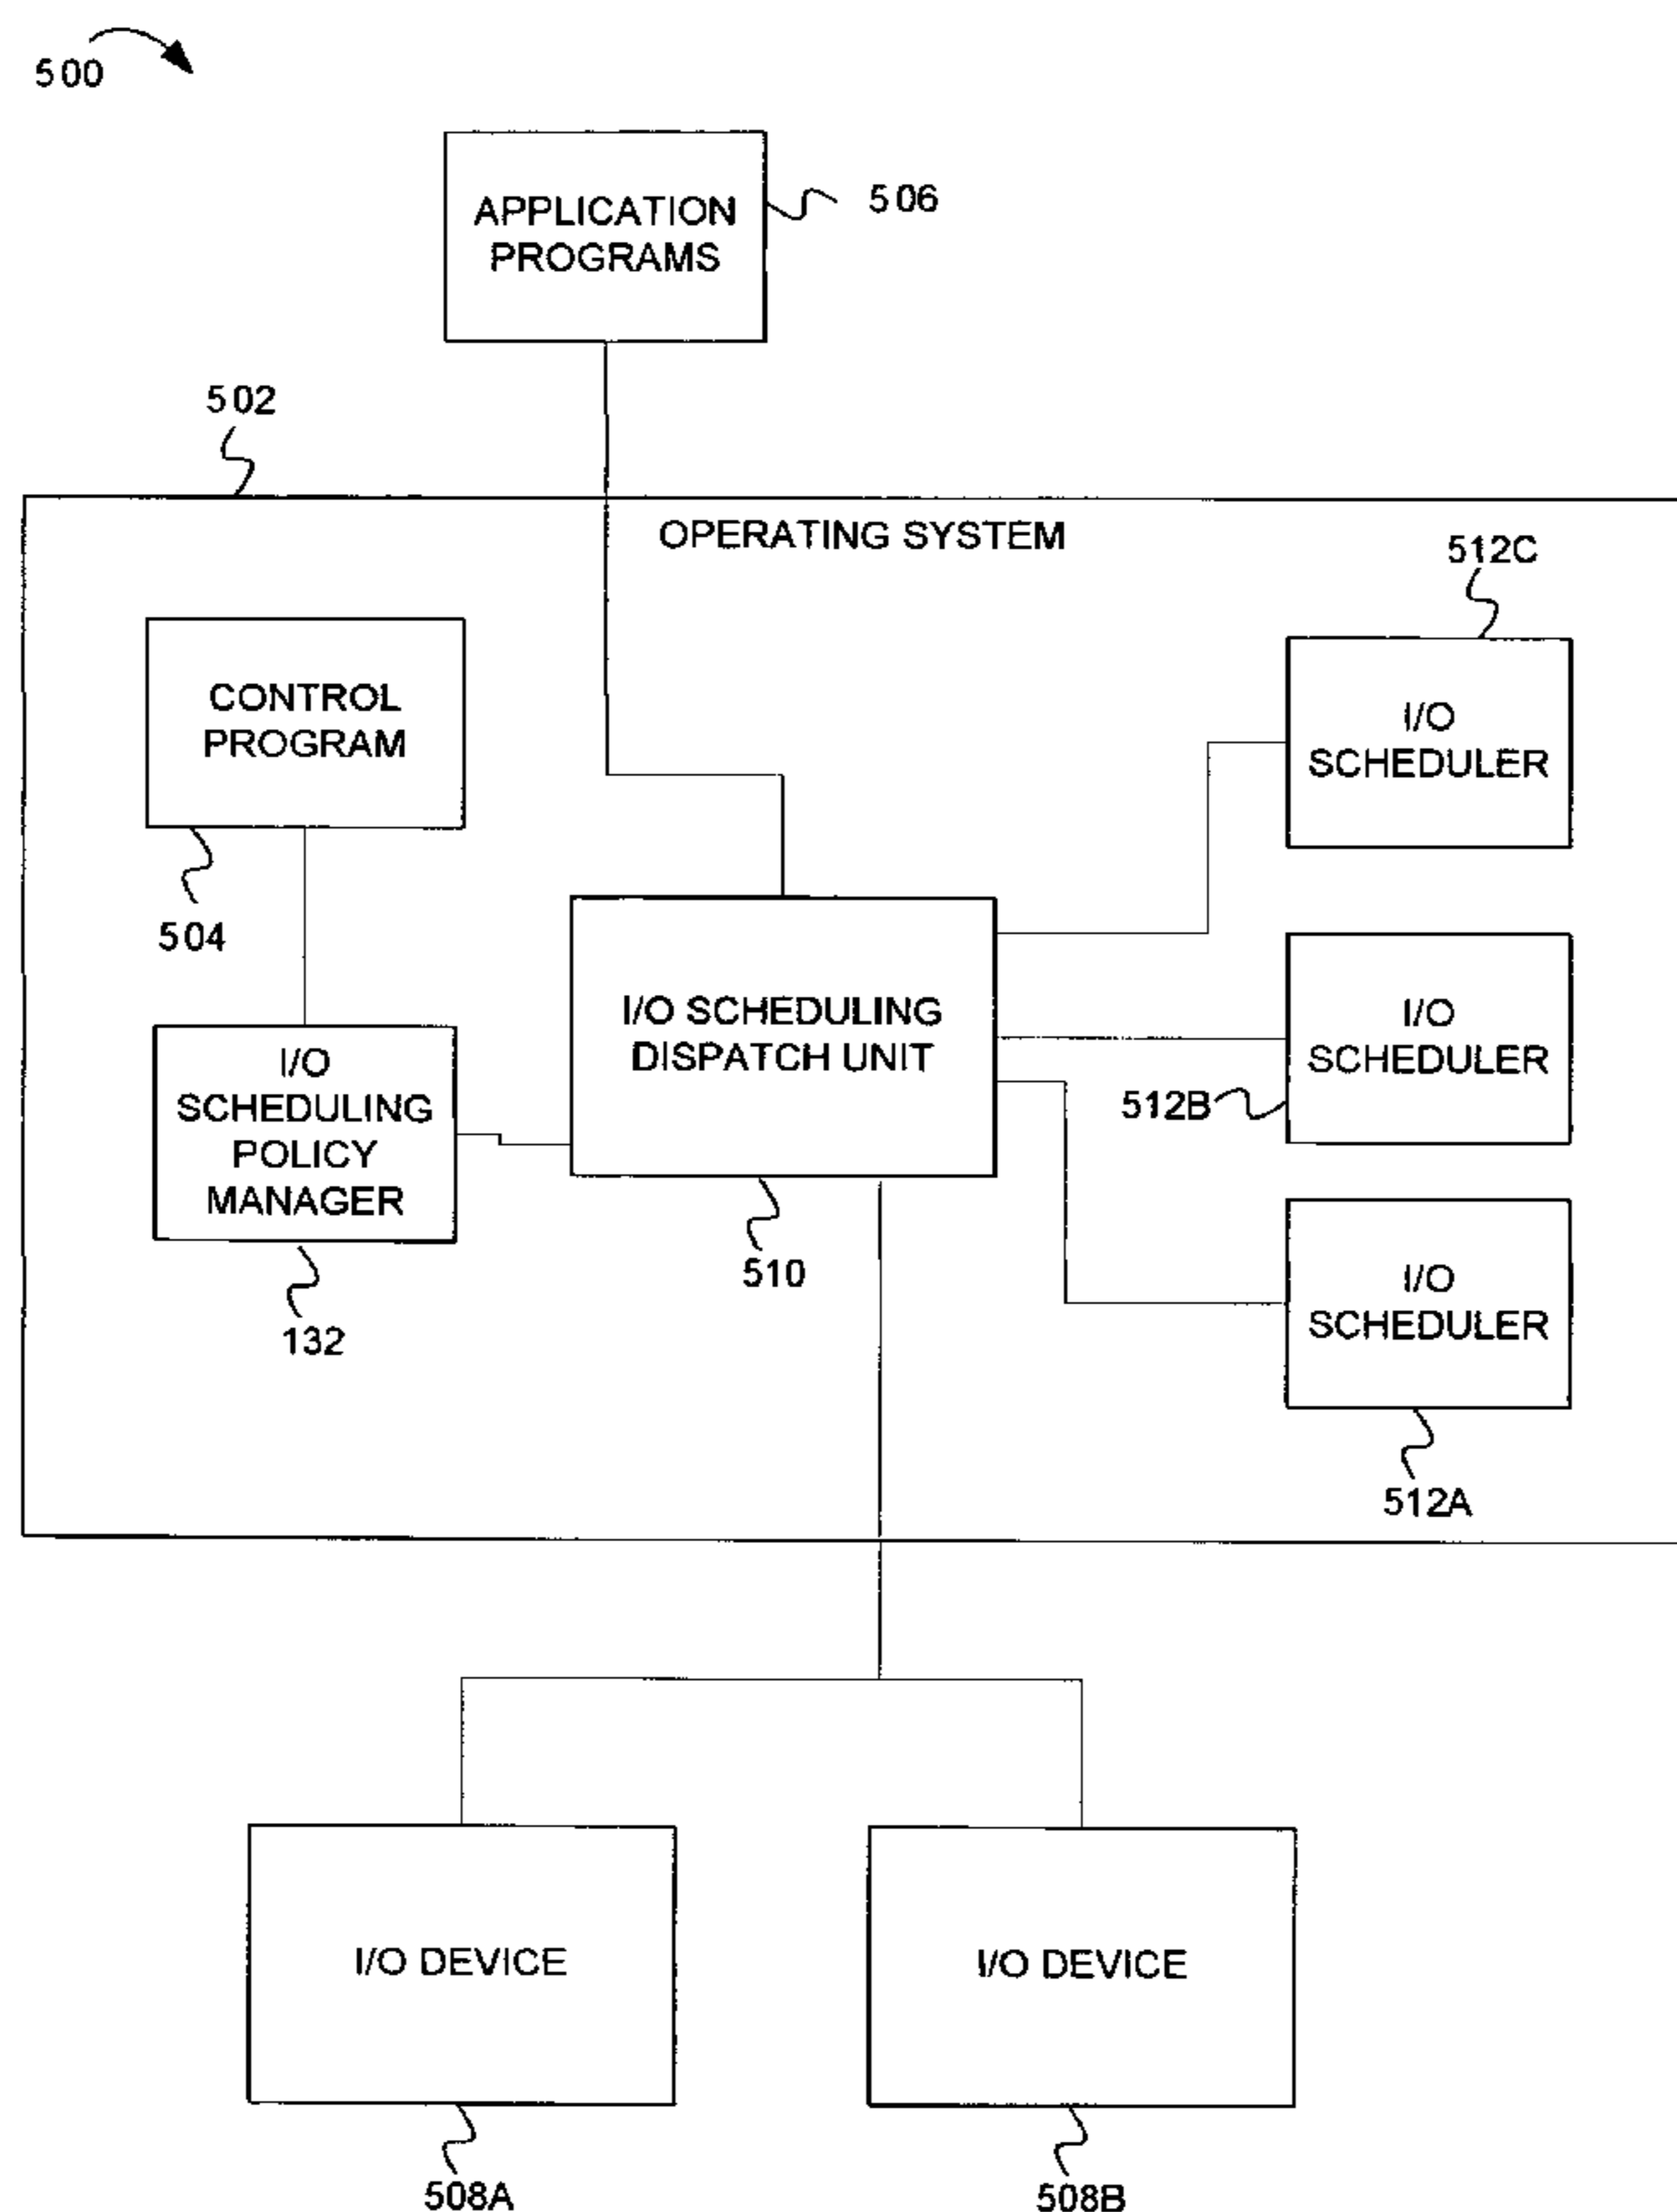 500
APPLICATION
PROGRAMS
506
502
OPERATING SYSTEM
512C
CONTROL
PROGRAM
I/O
SCHEDULER
504
I/O SCHEDULING
DISPATCH UNIT
I/O
SCHEDULER
512B
I/O
SCHEDULING
POLICY
MANAGER
510
132
I/O
SCHEDULER
512A
I/O DEVICE
I/O DEVICE
508A
508B